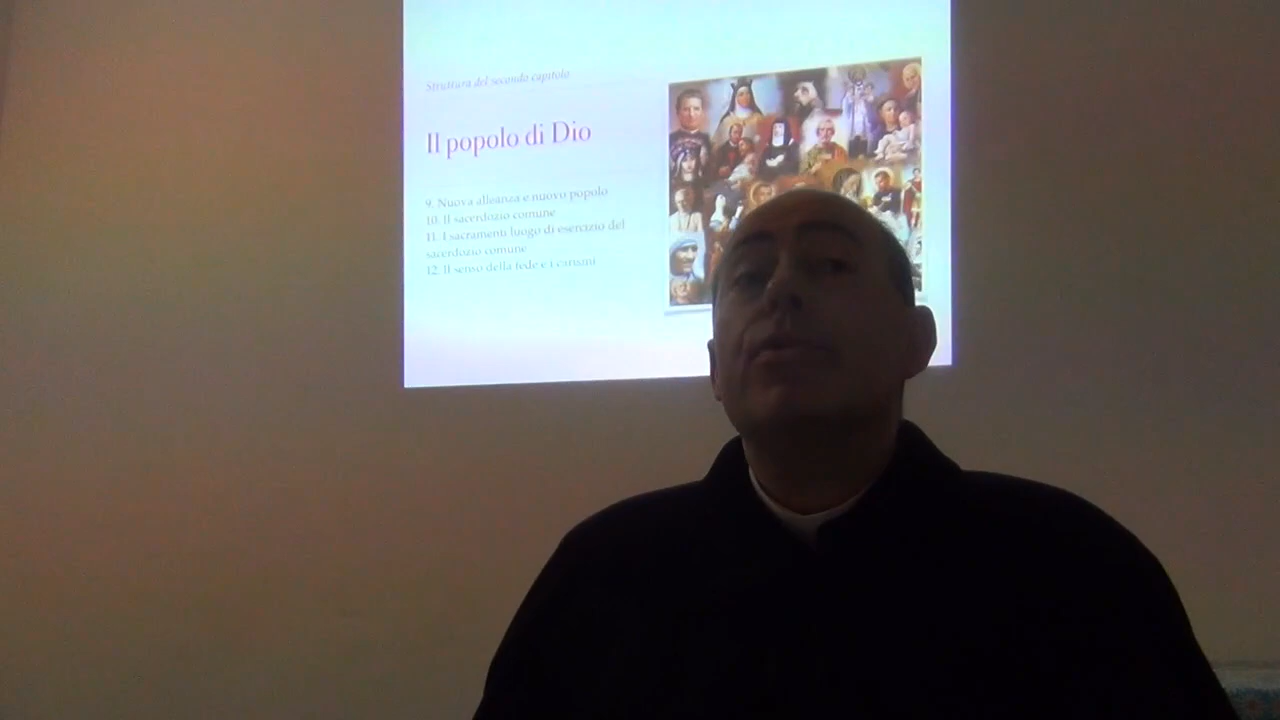 Struttura del secondo capitolo
Il popolo di Dio
9. Nuova alleanza e nuovo popolo
10. Il sacerdozio comune
11. I sacramenti luogo di esercizio del
sacerdozio comune
12. Il senso della fede e i carismi